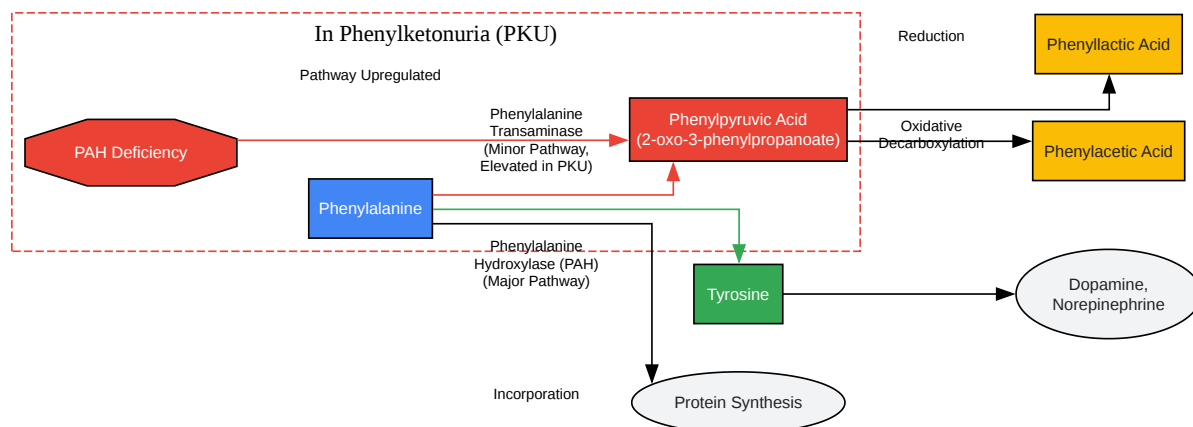 In Phenylketonuria (PKU)
Pathway Upregulated
PAH Deficiency
Phenylalanine
Transaminase
(Minor Pathway,
Elevated in PKU)
Phenylpyruvic Acid
(2-oxo-3-phenylpropanoate)
Reduction
Phenyllactic Acid
Oxidative
Decarboxylation
Phenylacetic Acid
Phenylalanine
Phenylalanine
Hydroxylase (PAH)
(Major Pathway)
Tyrosine
Dopamine,
Norepinephrine
Incorporation
Protein Synthesis